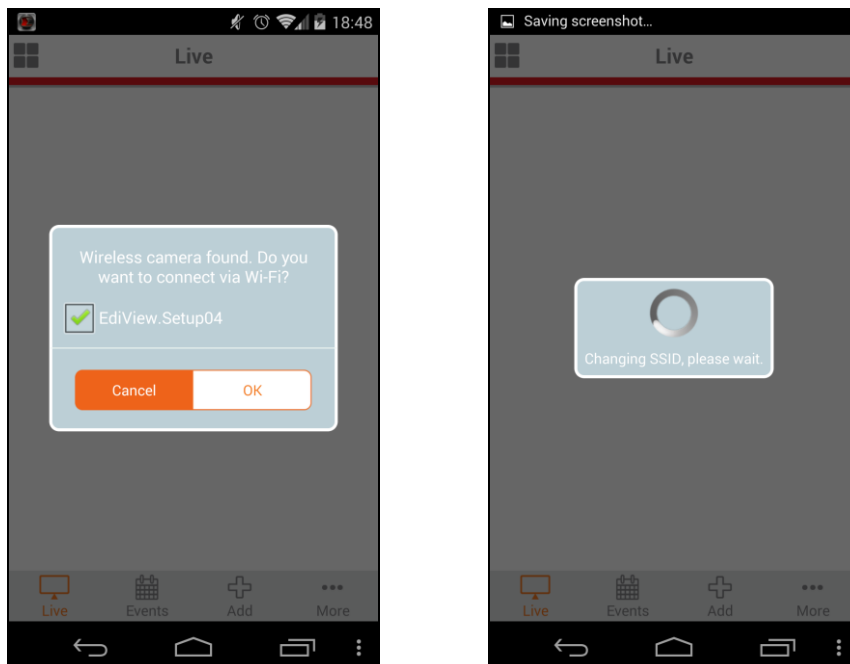 18:48
Live
Wireless camera found. Do you
want to connect via Wi-Fi?
EdiView.Setup04
Cancel
OK
Live
Events
Add
More
Saving screenshot...
Live
Changing SSID, please wait.
Live
Events
Add
More